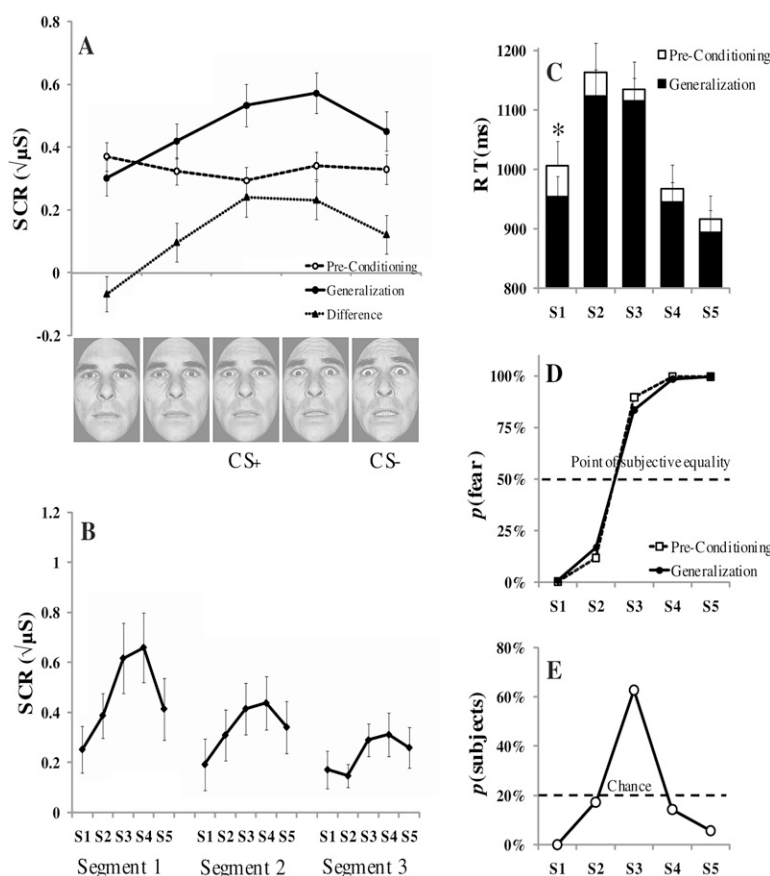 A
0.8
0.6
0.4
0.2
0
-0.2
SCR (√µS)
Pre-Conditioning
Generalization
Difference
CS+
CS-
B
1.2
1
0.8
0.6
0.4
0.2
0
SCR (√µS)
S1 S2 S3 S4 S5
S1 S2 S3 S4 S5
S1 S2 S3 S4 S5
Segment 1
Segment 2
Segment 3
C
1200
1100
1000
900
800
RT(ms)
Pre-Conditioning
Generalization
*
S1 S2 S3 S4 S5
D
100%
75%
50%
25%
0%
p(fear)
Point of subjective equality
Pre-Conditioning
Generalization
S1 S2 S3 S4 S5
E
80%
60%
40%
20%
0%
p(subjects)
Chance
S1 S2 S3 S4 S5